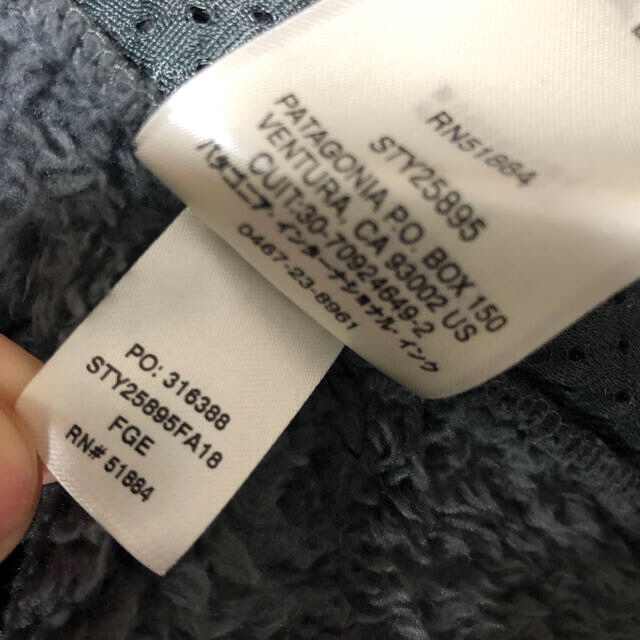 RN51884
STY25895
PATAGONIA P.O. BOX 150
VENTURA, CA 93002 US
CUIT:30-70924849-2
パタゴニア・インターナショナル・インク
0467-23-8961
PO: 316388
STY25895FA18
FGE
RN# 51884